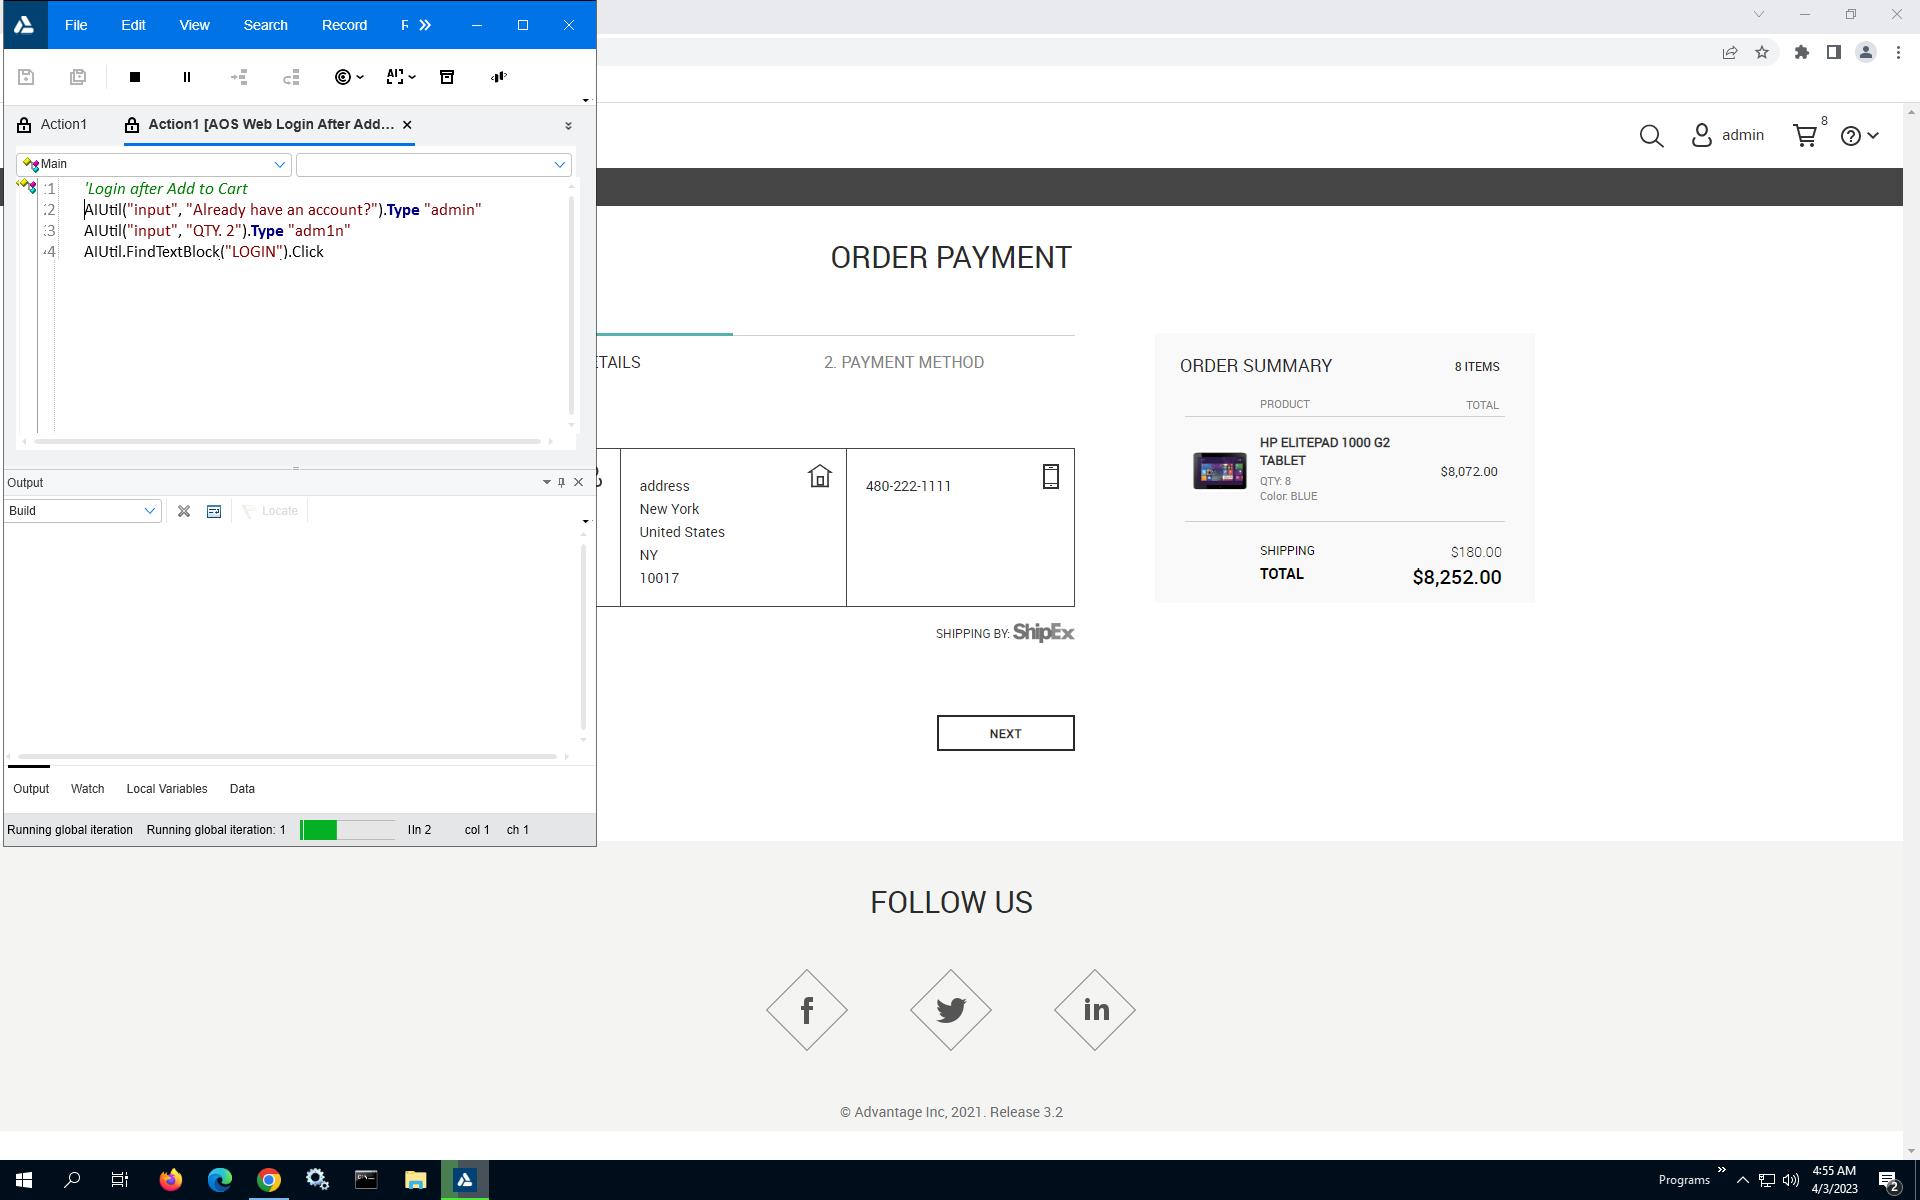 File Edit View Search Record
Action1
Action1 [AOS Web Login After Add...
Main
1 'Login after Add to Cart
2 AIUtil("input", "Already have an account?").Type "admin"
3 AIUtil("input", "QTY. 2").Type "adm1n"
4 AIUtil.FindTextBlock("LOGIN").Click
Output
Build
Locate
Output Watch Local Variables Data
Running global iteration Running global iteration: 1 lln 2 col 1 ch 1
admin
8
ORDER PAYMENT
ETAILS
2. PAYMENT METHOD
address
New York
United States
NY
10017
480-222-1111
SHIPPING BY: ShipEx
NEXT
ORDER SUMMARY 8 ITEMS
PRODUCT TOTAL
HP ELITEPAD 1000 G2
TABLET
$8,072.00
QTY: 8
Color: BLUE
SHIPPING $180.00
TOTAL $8,252.00
FOLLOW US
© Advantage Inc, 2021. Release 3.2
Programs
4:55 AM
4/3/2023
2